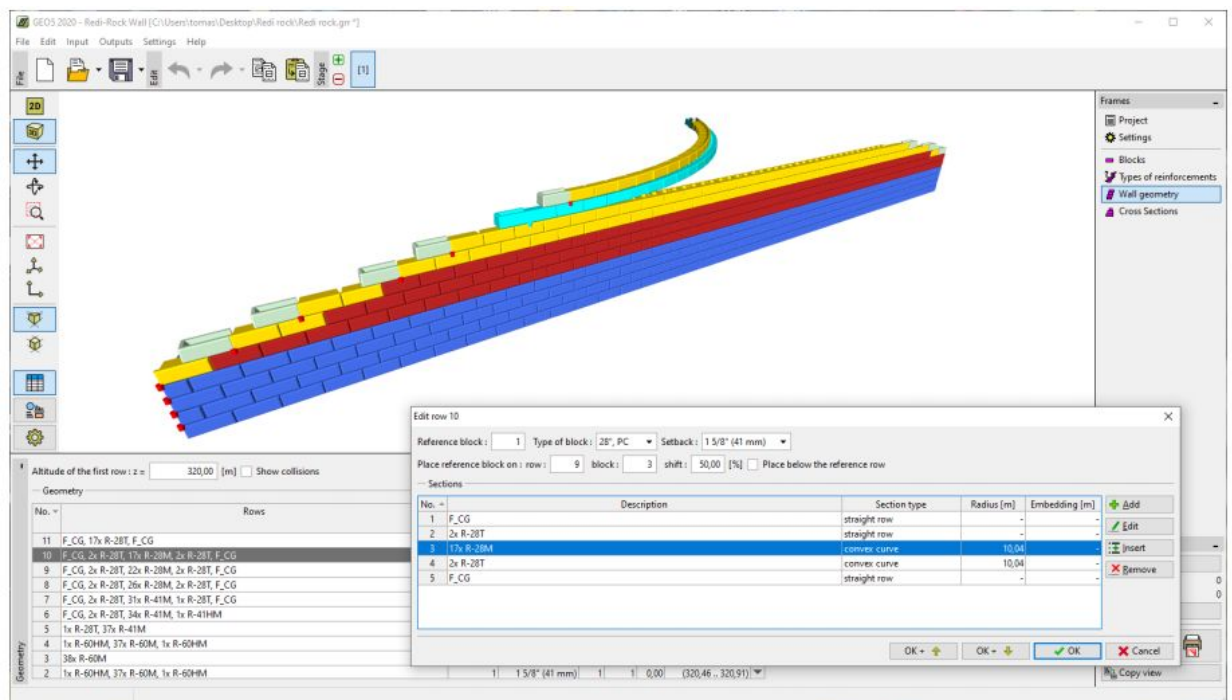 GEO5 2020 - Redi-Rock Wall [C:\Users\tomas\Desktop\Redi rock\Redi rock.grr *]
File Edit Input Outputs Settings Help
File
Edit
Stage
[1]
2D
3D
Frames
Project
Settings
Blocks
Types of reinforcements
Wall geometry
Cross Sections
Edit row 10
Reference block : 1 Type of block : 28", PC Setback : 1 5/8" (41 mm)
Place reference block on : row : 9 block : 3 shift : 50,00 [%] Place below the reference row
Sections
No. Description Section type Radius [m] Embedding [m]
1 F_CG straight row - -
2 2x R-28T straight row - -
3 17x R-28M convex curve 10,04 -
4 2x R-28T convex curve 10,04 -
5 F_CG straight row - -
Add
Edit
Insert
Remove
OK + OK + OK Cancel
Altitude of the first row : z = 320,00 [m] Show collisions
Geometry
No. Rows
11 F_CG, 17x R-28T, F_CG
10 F_CG, 2x R-28T, 17x R-28M, 2x R-28T, F_CG
9 F_CG, 2x R-28T, 22x R-28M, 2x R-28T, F_CG
8 F_CG, 2x R-28T, 26x R-28M, 2x R-28T, F_CG
7 F_CG, 2x R-28T, 31x R-41M, 1x R-28T, F_CG
6 F_CG, 2x R-28T, 34x R-41M, 1x R-41HM
5 1x R-28T, 37x R-41M
4 1x R-60HM, 37x R-60M, 1x R-60HM
3 38x R-60M
2 1x R-60HM, 37x R-60M, 1x R-60HM 1 1 5/8" (41 mm) 1 1 0,00 (320,46 .. 320,91)
Geometry
0
0
Copy view